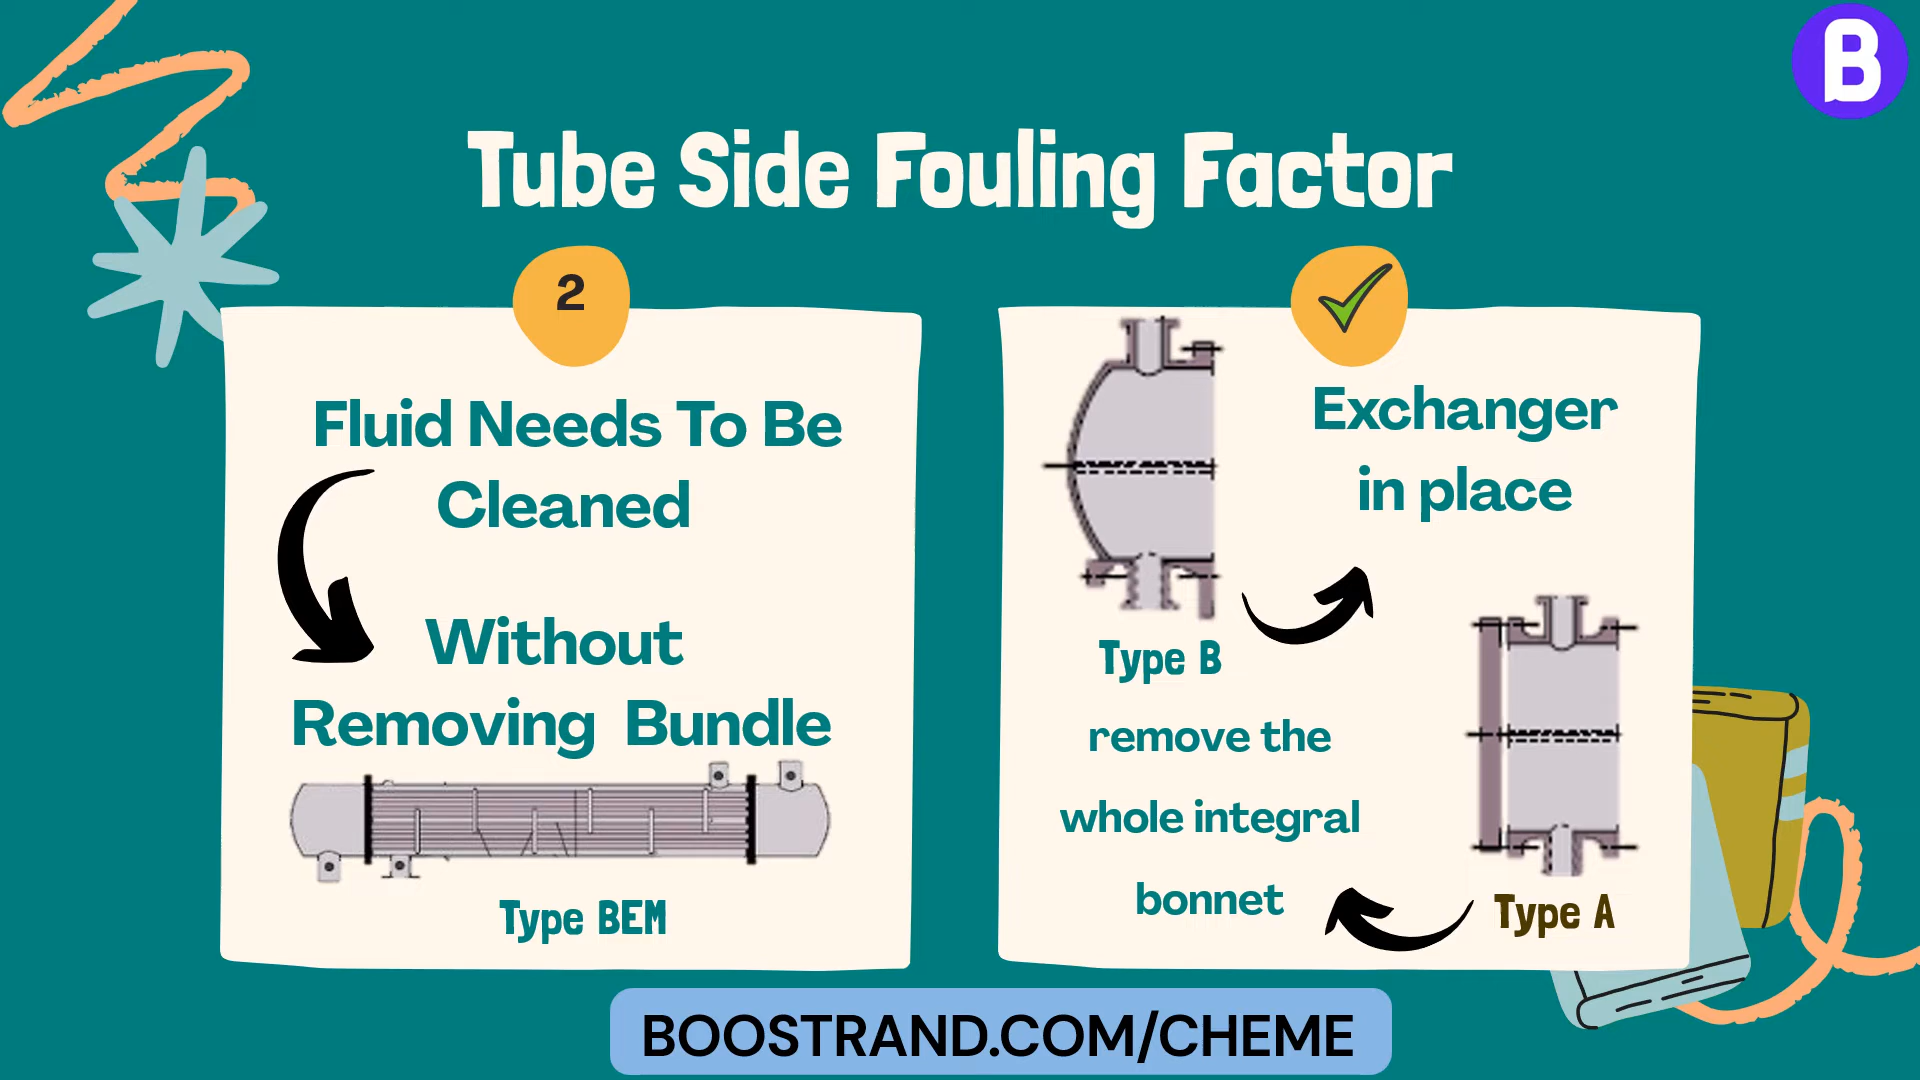 B
Tube Side Fouling Factor
2
Fluid Needs To Be
Cleaned
Without
Removing Bundle
Type BEM
Exchanger
in place
Type B
remove the
whole integral
bonnet
Type A
BOOSTRAND.COM/CHEME